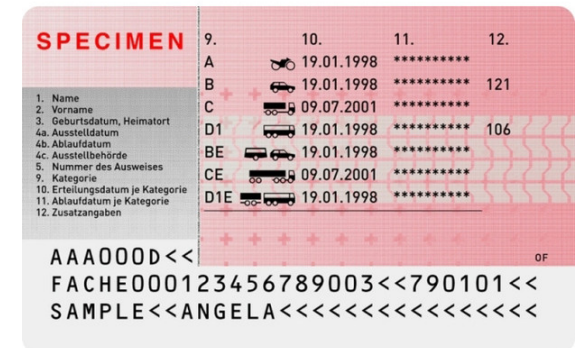 SPECIMEN
9. 10. 11. 12.
A 19.01.1998 **********
B 19.01.1998 ********** 121
C 09.07.2001 **********
D1 19.01.1998 ********** 106
BE 19.01.1998 **********
CE 09.07.2001 **********
D1E 19.01.1998 **********
1. Name
2. Vorname
3. Geburtsdatum, Heimatort
4a. Ausstelldatum
4b. Ablaufdatum
4c. Ausstellbehörde
5. Nummer des Ausweises
9. Kategorie
10. Erteilungsdatum je Kategorie
11. Ablaufdatum je Kategorie
12. Zusatzangaben
OF
AAA000D<<
FACHE000123456789003<<790101<<
SAMPLE<<ANGELA<<<<<<<<<<<<<<<<